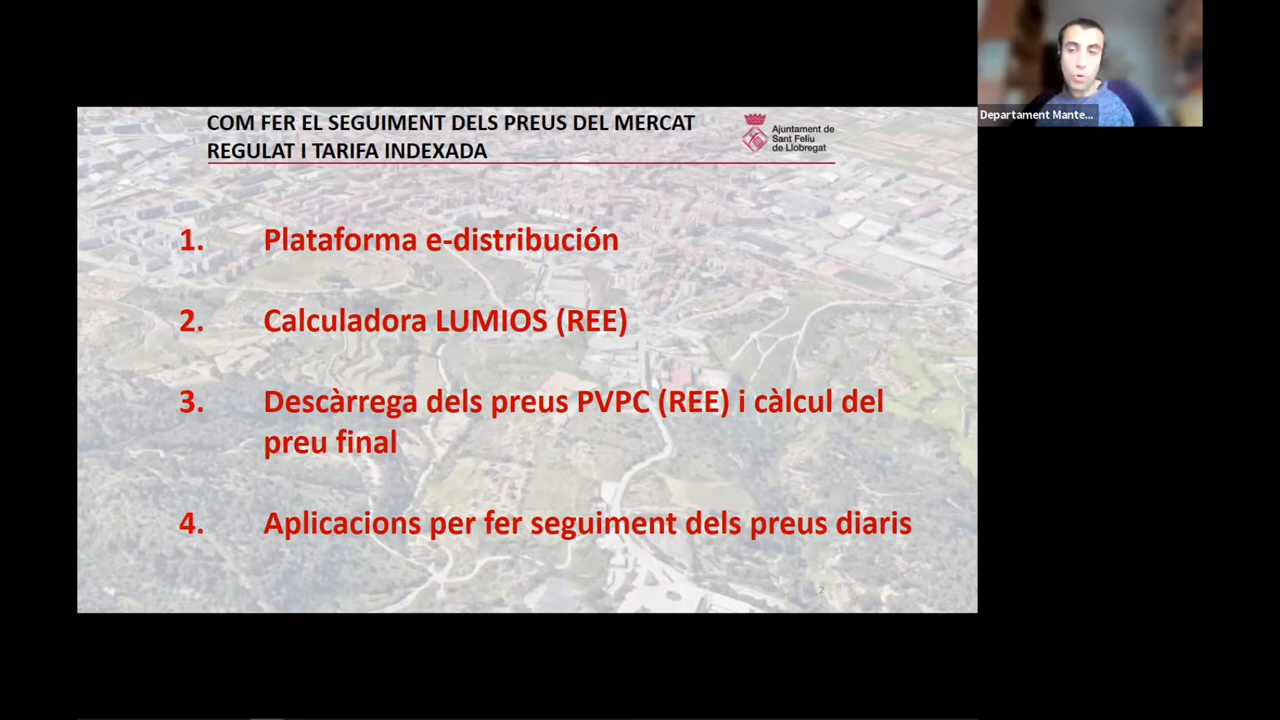 COM FER EL SEGUIMENT DELS PREUS DEL MERCAT
REGULAT I TARIFA INDEXADA
Ajuntament de
Sant Feliu
de Llobregat
Departament Mante...
1. Plataforma e-distribución
2. Calculadora LUMIOS (REE)
3. Descàrrega dels preus PVPC (REE) i càlcul del
preu final
4. Aplicacions per fer seguiment dels preus diaris
2